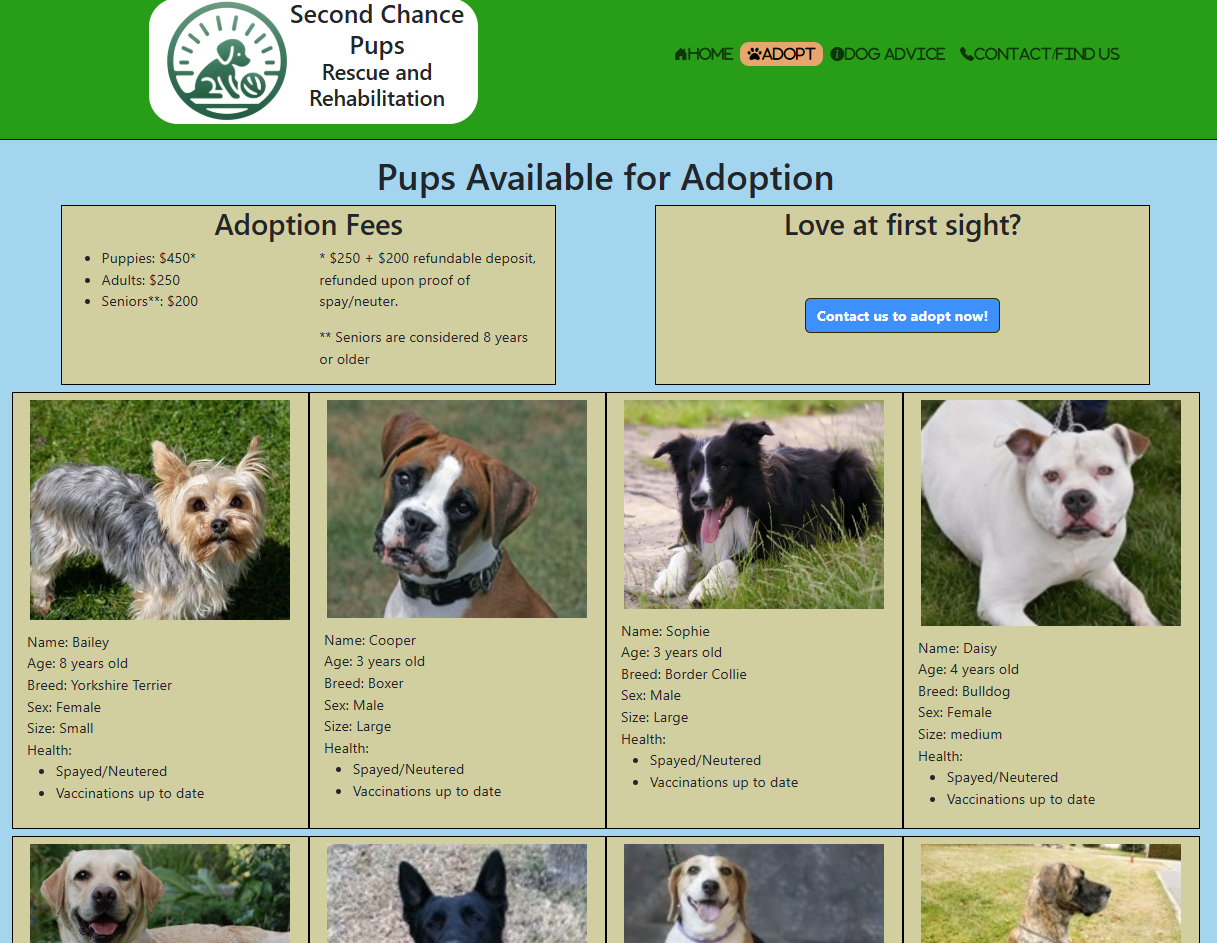 Second Chance
Pups
Rescue and
Rehabilitation
HOME
ADOPT
DOG ADVICE
CONTACT/FIND US
Pups Available for Adoption
Adoption Fees
Puppies: $450*
Adults: $250
Seniors**: $200
* $250 + $200 refundable deposit,
refunded upon proof of
spay/neuter.
** Seniors are considered 8 years
or older
Love at first sight?
Contact us to adopt now!
Name: Bailey
Age: 8 years old
Breed: Yorkshire Terrier
Sex: Female
Size: Small
Health:
Spayed/Neutered
Vaccinations up to date
Name: Cooper
Age: 3 years old
Breed: Boxer
Sex: Male
Size: Large
Health:
Spayed/Neutered
Vaccinations up to date
Name: Sophie
Age: 3 years old
Breed: Border Collie
Sex: Male
Size: Large
Health:
Spayed/Neutered
Vaccinations up to date
Name: Daisy
Age: 4 years old
Breed: Bulldog
Sex: Female
Size: medium
Health:
Spayed/Neutered
Vaccinations up to date